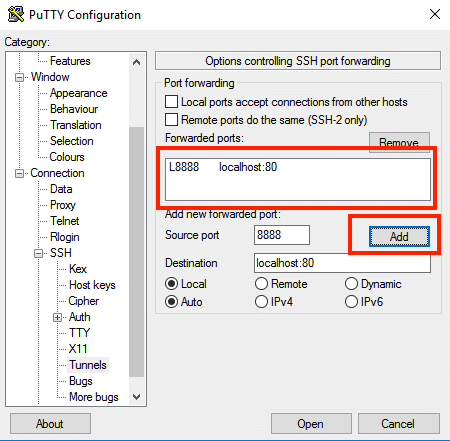 PuTTY Configuration
Category:
Features
Window
Appearance
Behaviour
Translation
Selection
Colours
Connection
Data
Proxy
Telnet
Rlogin
SSH
Kex
Host keys
Cipher
Auth
TTY
X11
Tunnels
Bugs
More bugs
Options controlling SSH port forwarding
Port forwarding
Local ports accept connections from other hosts
Remote ports do the same (SSH-2 only)
Forwarded ports:
Remove
L8888 localhost:80
Add new forwarded port:
Source port 8888 Add
Destination localhost:80
Local Remote Dynamic
Auto IPv4 IPv6
About Open Cancel